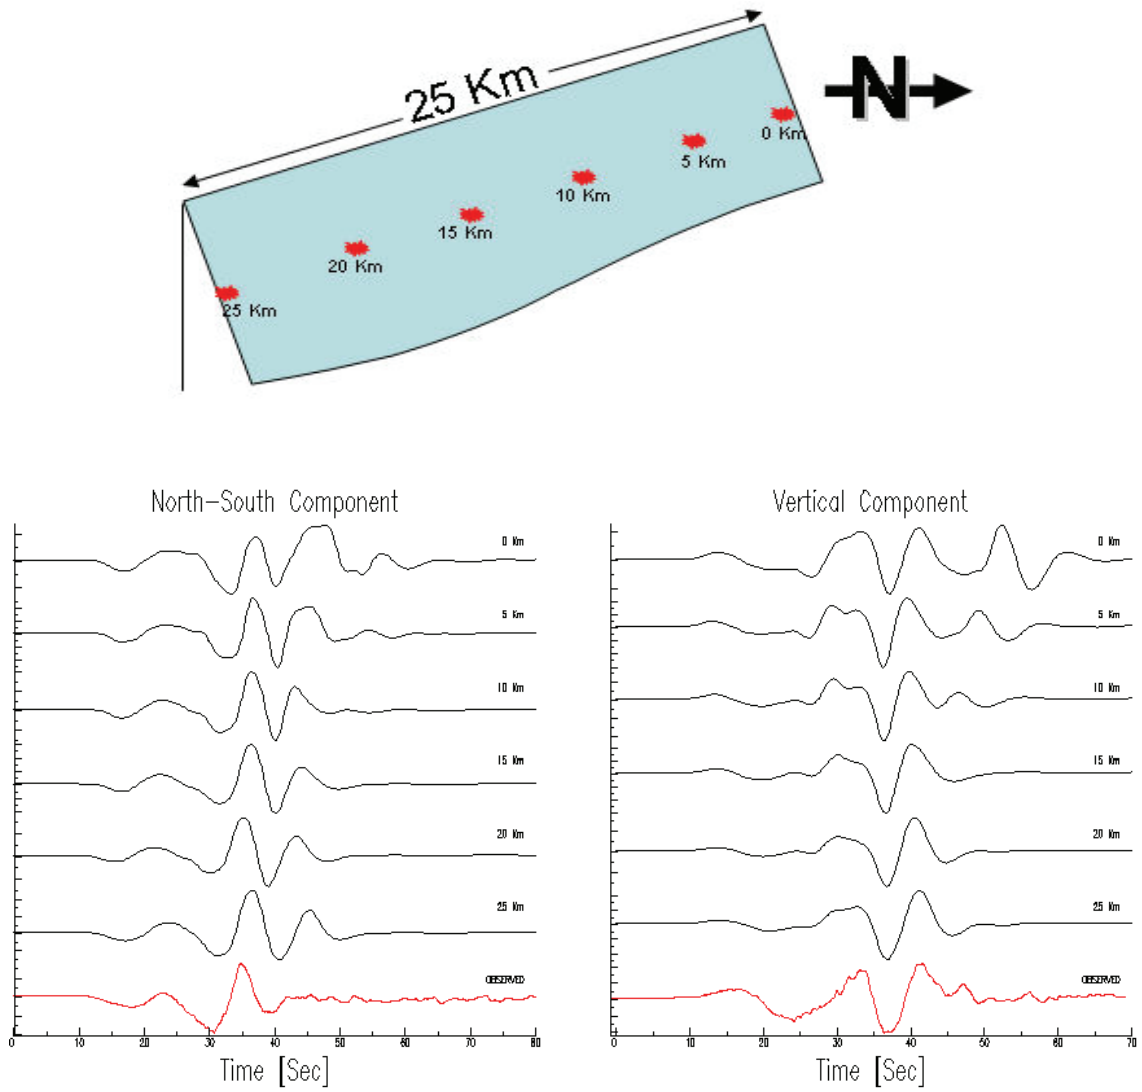 25 Km
N
0 Km
5 Km
10 Km
15 Km
20 Km
25 Km
North-South Component
0 Km
5 Km
10 Km
15 Km
20 Km
25 Km
OBSERVED
0 10 20 30 40 50 60 70 80
Time [Sec]
Vertical Component
0 Km
5 Km
10 Km
15 Km
20 Km
25 Km
OBSERVED
0 10 20 30 40 50 60 70
Time [Sec]